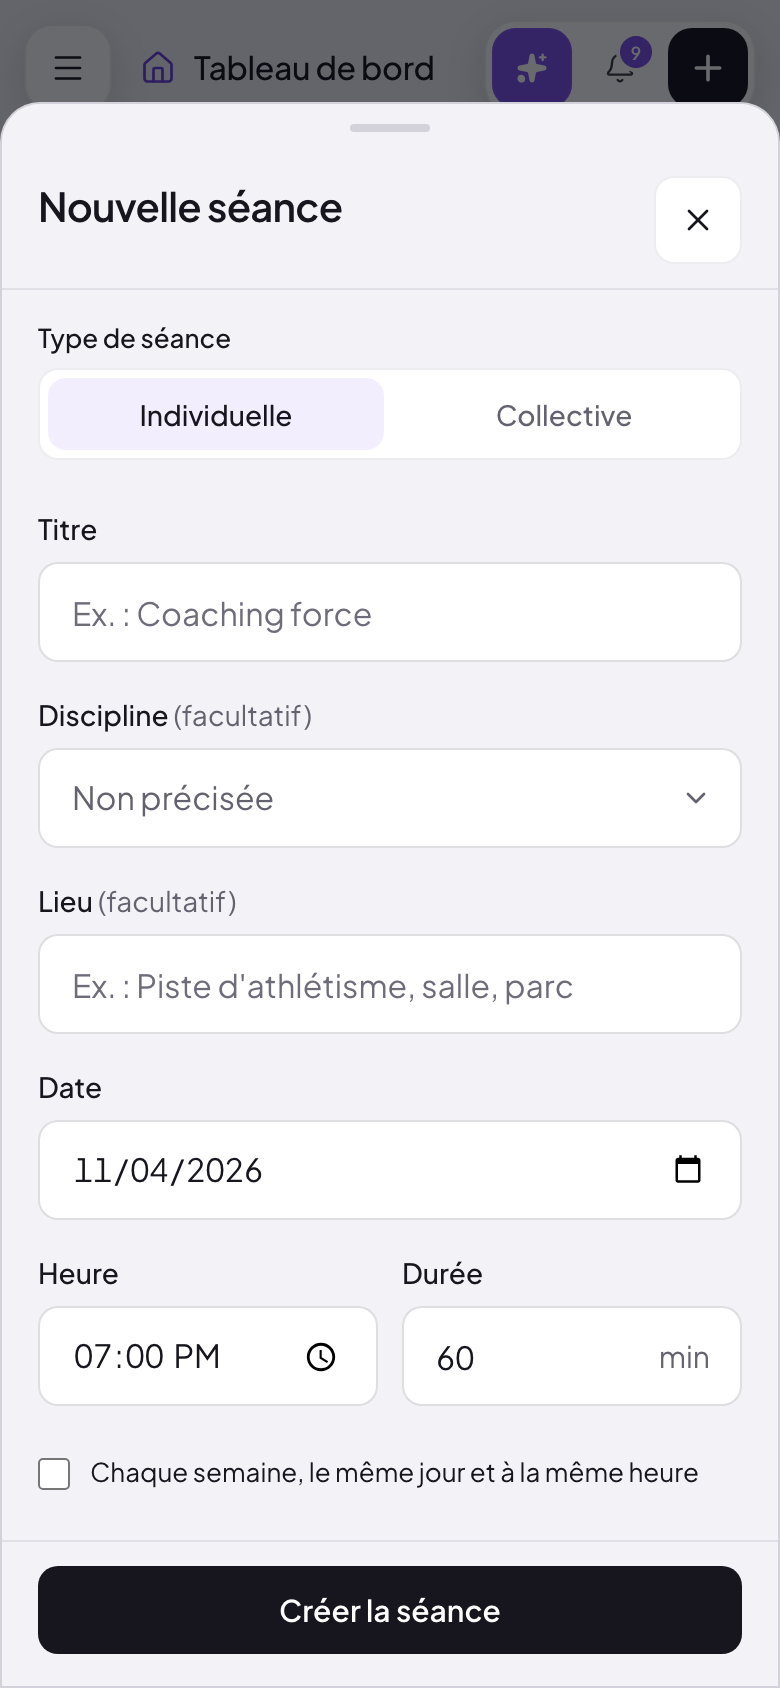 Tableau de bord
9
Nouvelle séance
Type de séance
Individuelle
Collective
Titre
Ex. : Coaching force
Discipline (facultatif)
Non précisée
Lieu (facultatif)
Ex. : Piste d'athlétisme, salle, parc
Date
11/04/2026
Heure
Durée
07:00 PM
60
min
Chaque semaine, le même jour et à la même heure
Créer la séance